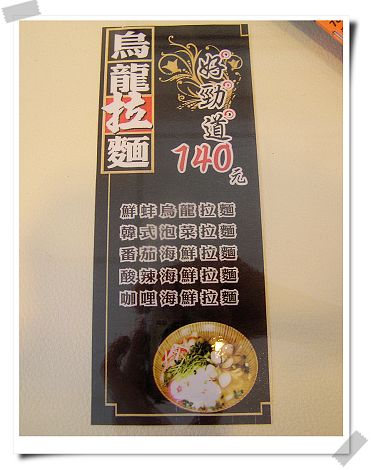 烏龍拉麵
好勁道
140元
鮮蚌烏龍拉麵
韓式泡菜拉麵
番茄海鮮拉麵
酸辣海鮮拉麵
咖哩海鮮拉麵